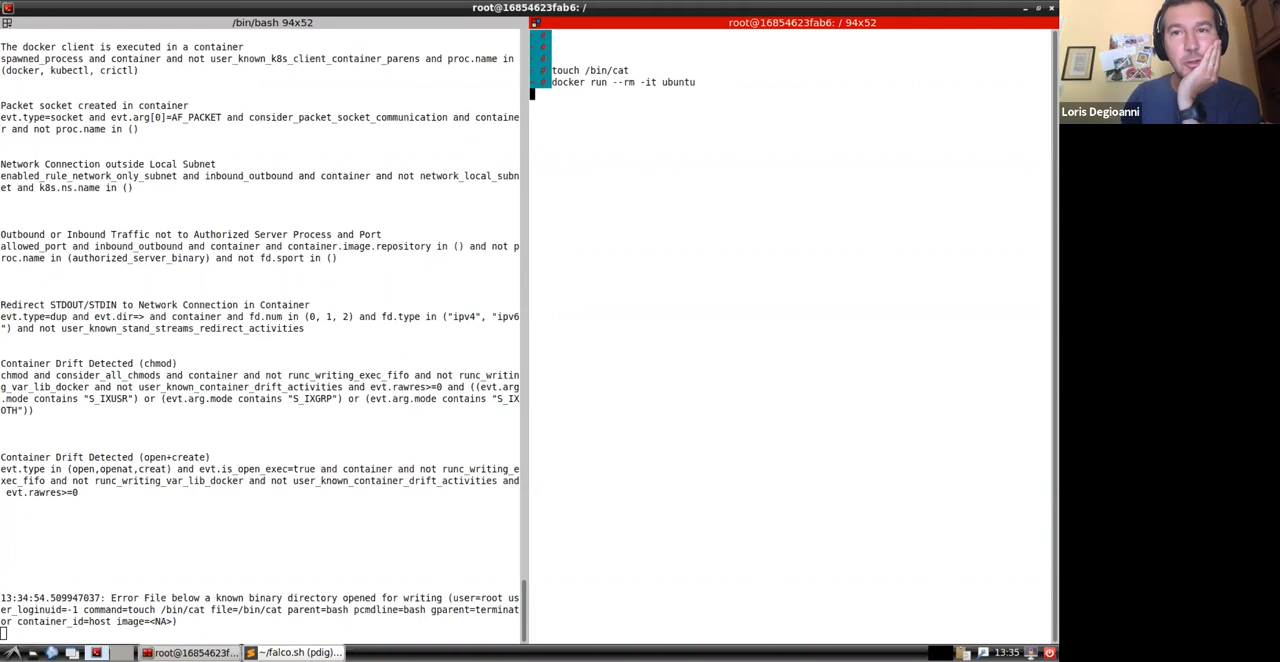 root@16854623fab6: /
/bin/bash 94x52
The docker client is executed in a container
spawned_process and container and not user_known_k8s_client_container_parens and proc.name in
(docker, kubectl, crictl)
Packet socket created in container
evt.type=socket and evt.arg[0]=AF_PACKET and consider_packet_socket_communication and containe
r and not proc.name in ()
Network Connection outside Local Subnet
enabled_rule_network_only_subnet and inbound_outbound and container and not network_local_subn
et and k8s.ns.name in ()
Outbound or Inbound Traffic not to Authorized Server Process and Port
allowed_port and inbound_outbound and container and container.image.repository in () and not p
roc.name in (authorized_server_binary) and not fd.sport in ()
Redirect STDOUT/STDIN to Network Connection in Container
evt.type=dup and evt.dir=> and container and fd.num in (0, 1, 2) and fd.type in ("ipv4", "ipv6
") and not user_known_stand_streams_redirect_activities
Container Drift Detected (chmod)
chmod and consider_all_chmods and container and not runc_writing_exec_fifo and not runc_writin
g_var_lib_docker and not user_known_container_drift_activities and evt.rawres>=0 and ((evt.arg
.mode contains "S_IXUSR") or (evt.arg.mode contains "S_IXGRP") or (evt.arg.mode contains "S_IX
OTH"))
Container Drift Detected (open+create)
evt.type in (open,openat,creat) and evt.is_open_exec=true and container and not runc_writing_e
xec_fifo and not runc_writing_var_lib_docker and not user_known_container_drift_activities and
evt.rawres>=0
13:34:54.509947037: Error File below a known binary directory opened for writing (user=root us
er_loginuid=-1 command=touch /bin/cat file=/bin/cat parent=bash pcmdline=bash gparent=terminat
or container_id=host image=<NA>)
root@16854623fab6: / 94x52
#
#
#
# touch /bin/cat
# docker run --rm -it ubuntu
Loris Degioanni
root@16854623f...
~/falco.sh (pdig)...
13:35